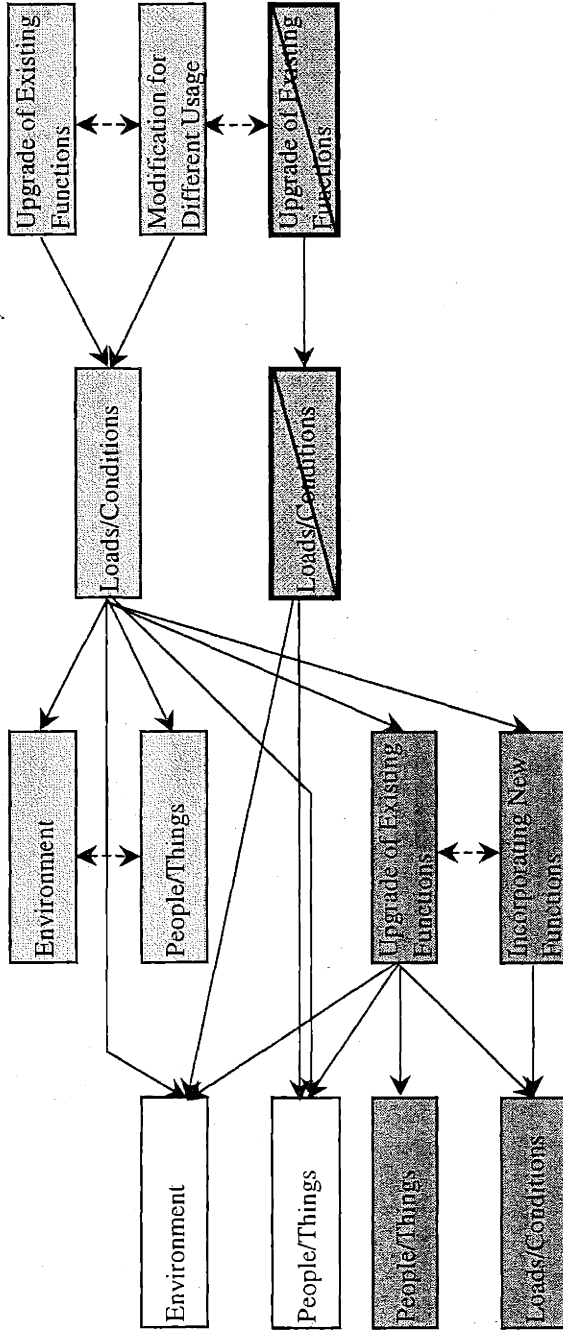 Upgrade of Existing
Functions
Modification for
Different Usage
Upgrade of Existing
Functions
Loads/Conditions
Loads/Conditions
Environment
People/Things
Upgrade of Existing
Functions
Incorporating New
Functions
Environment
People/Things
People/Things
Loads/Conditions